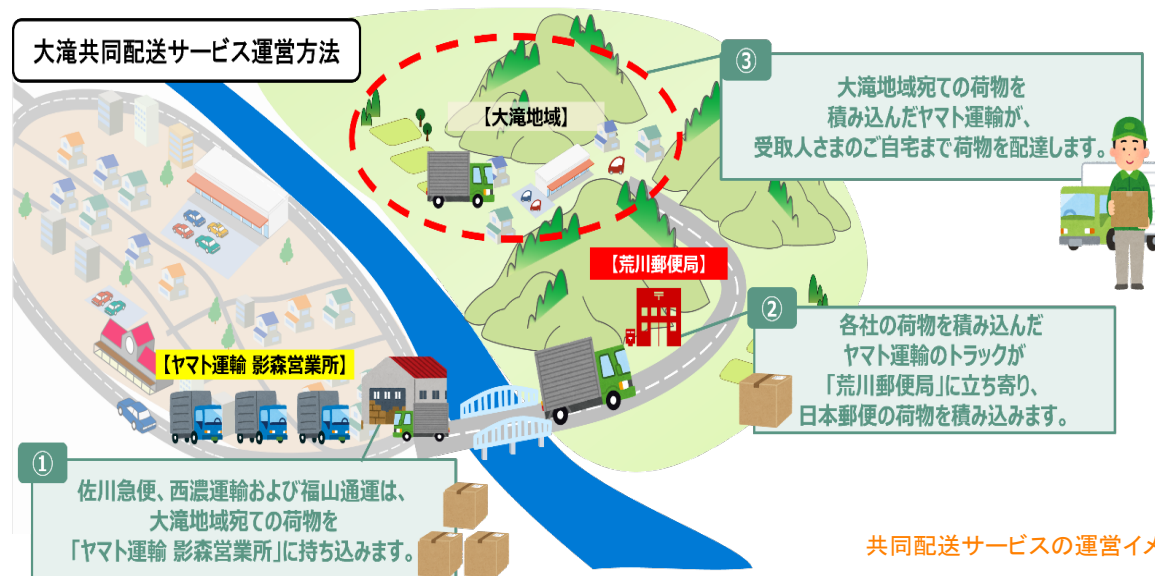 大滝共同配送サービス運営方法
③
大滝地域宛ての荷物を
積み込んだヤマト運輸が、
受取人さまのご自宅まで荷物を配達します。
【大滝地域】
【荒川郵便局】
②
各社の荷物を積み込んだ
ヤマト運輸のトラックが
「荒川郵便局」に立ち寄り、
日本郵便の荷物を積み込みます。
【ヤマト運輸 影森営業所】
①
佐川急便、西濃運輸および福山通運は、
大滝地域宛ての荷物を
「ヤマト運輸 影森営業所」に持ち込みます。
共同配送サービスの運営イメ